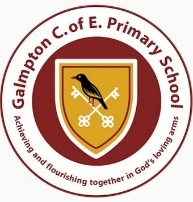 Galmpton C. of E. Primary School
Achieving and flourishing together in God's loving arms